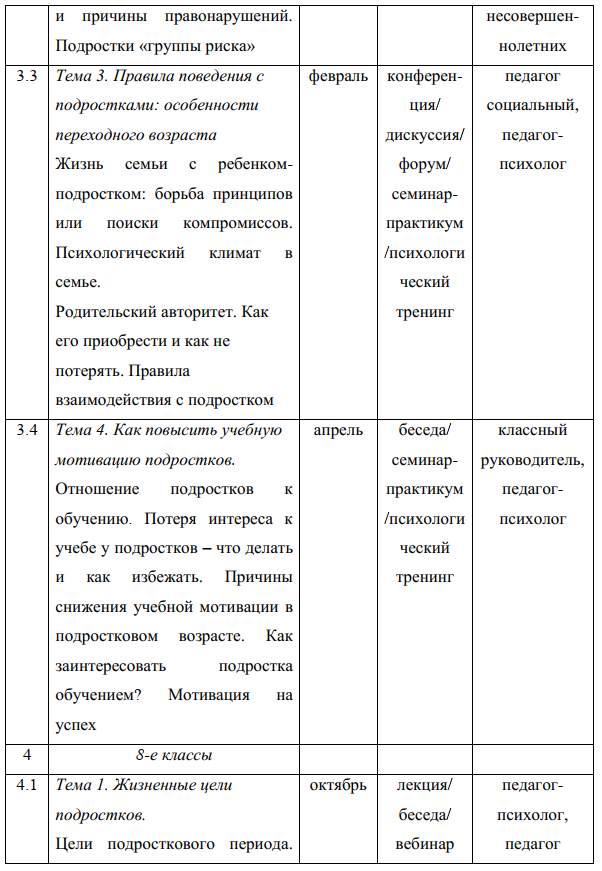 и причины правонарушений.
Подростки «группы риска»
несовершен-
нолетних
3.3
Тема 3. Правила поведения с
подростками: особенности
переходного возраста
Жизнь семьи с ребенком-
подростком: борьба принципов
или поиски компромиссов.
Психологический климат в
семье.
Родительский авторитет. Как
его приобрести и как не
потерять. Правила
взаимодействия с подростком
февраль
конферен-
ция/
дискуссия/
форум/
семинар-
практикум
/психологи
ческий
тренинг
педагог
социальный,
педагог-
психолог
3.4
Тема 4. Как повысить учебную
мотивацию подростков.
Отношение подростков к
обучению. Потеря интереса к
учебе у подростков – что делать
и как избежать. Причины
снижения учебной мотивации в
подростковом возрасте. Как
заинтересовать подростка
обучением? Мотивация на
успех
апрель
беседа/
семинар-
практикум
/психологи
ческий
тренинг
классный
руководитель,
педагог-
психолог
4
8-е классы
4.1
Тема 1. Жизненные цели
подростков.
Цели подросткового периода.
октябрь
лекция/
беседа/
вебинар
педагог-
психолог,
педагог